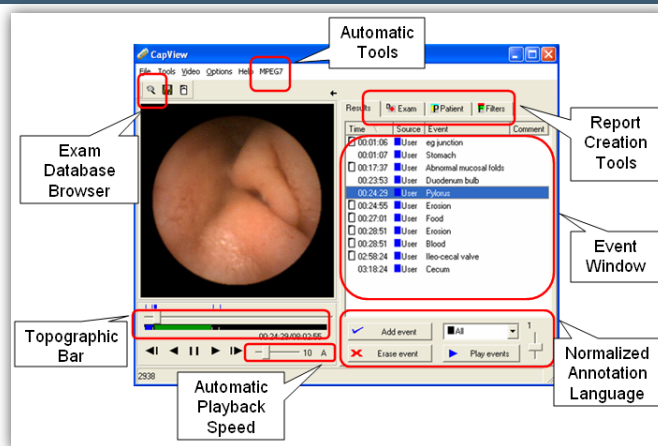 Automatic
Tools
CapView
File Tools Video Options Help MPEG7
Results Exam Patient Filters
Time Source Event Comment
00:01:06 User eg junction
00:01:07 User Stomach
00:17:37 User Abnormal mucosal folds
00:23:53 User Duodenum bulb
00:24:29 User Pylorus
00:24:55 User Erosion
00:27:01 User Food
00:28:51 User Erosion
00:28:51 User Blood
02:58:24 User Ileo-cecal valve
03:18:24 User Cecum
Exam
Database
Browser
Report
Creation
Tools
Event
Window
Topographic
Bar
00:24:29/08:02:55
10 A
2938
Add event All 1
Erase event Play events
Automatic
Playback
Speed
Normalized
Annotation
Language